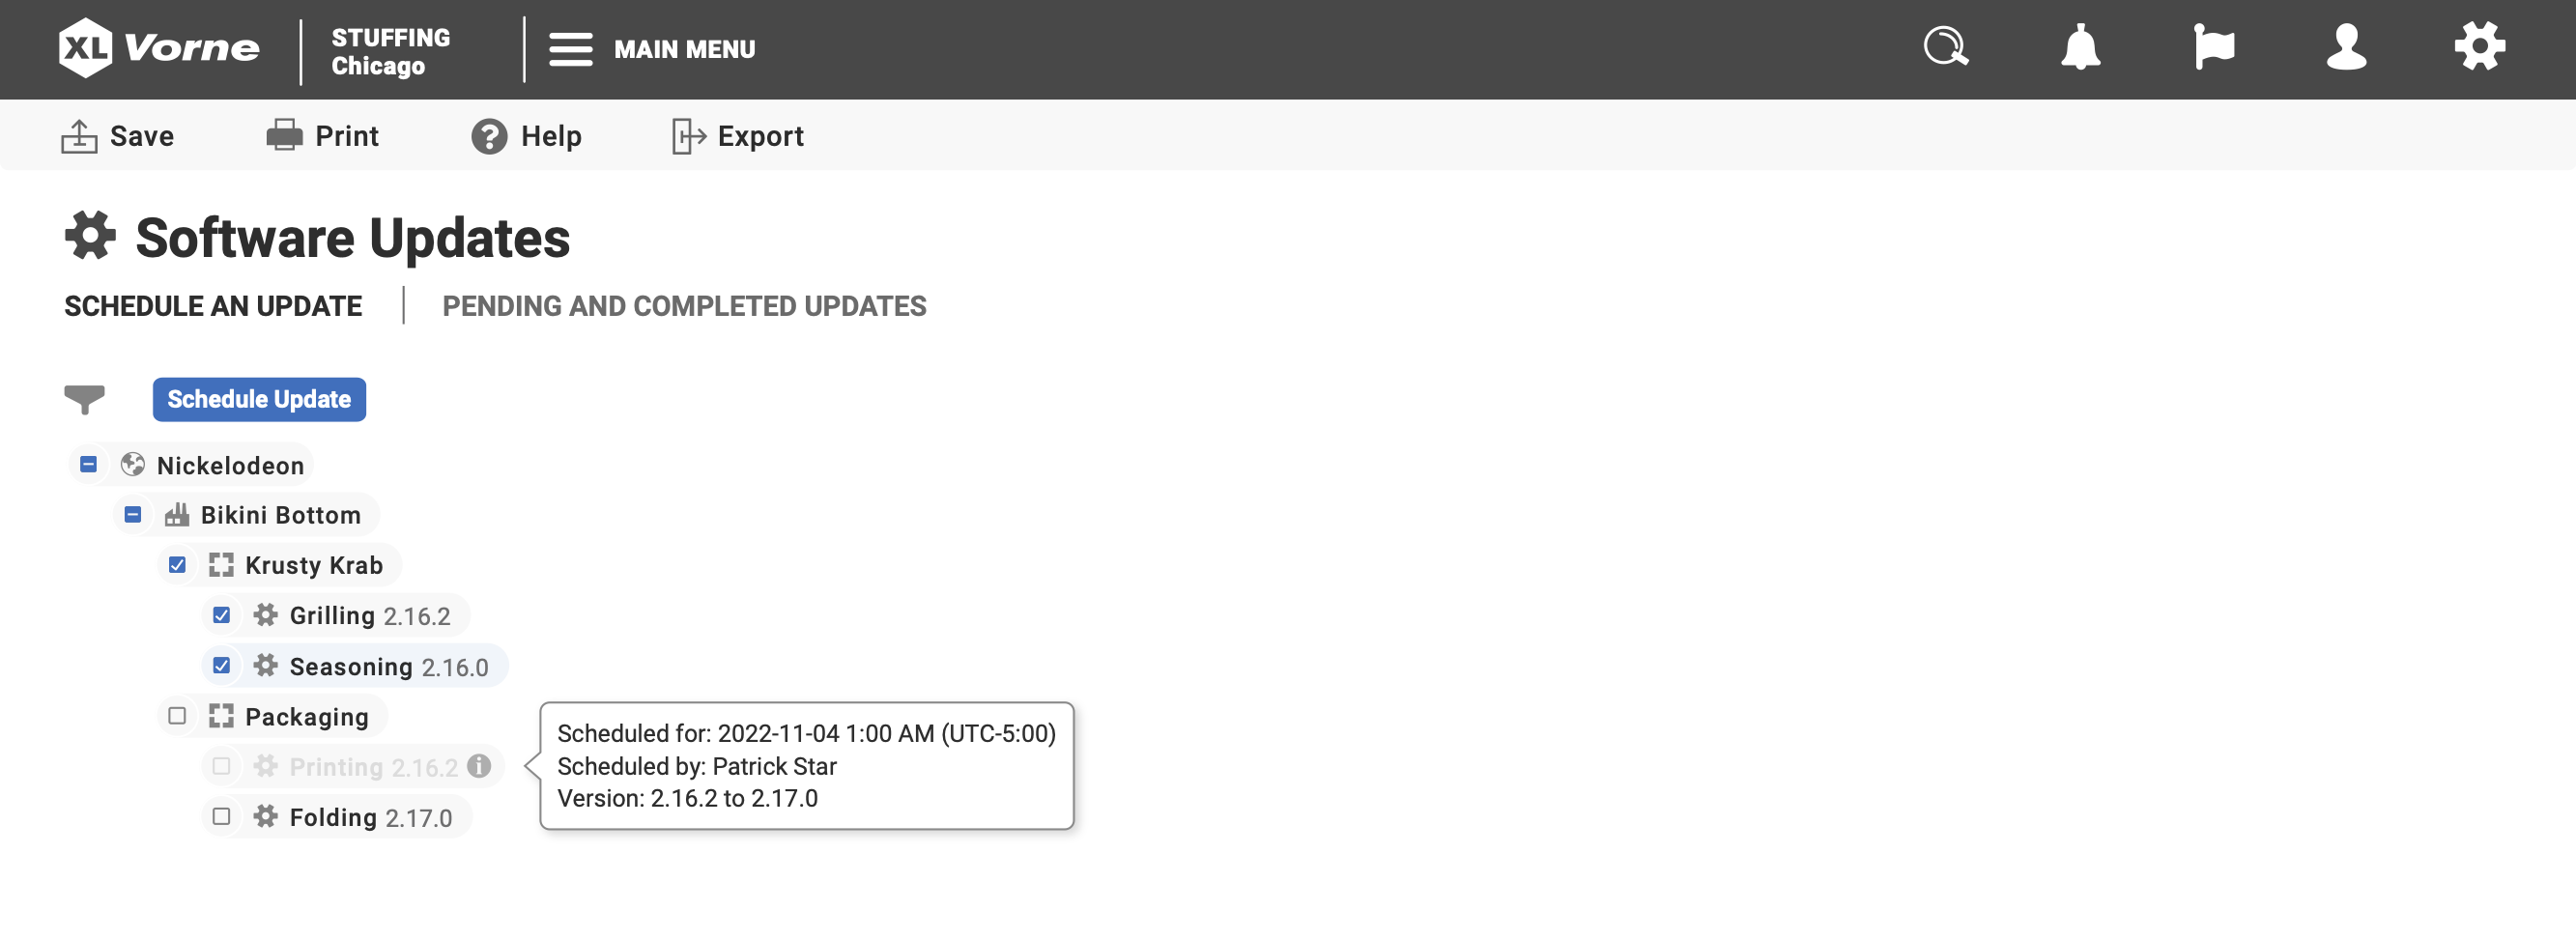 XL Vorne
STUFFING
Chicago
MAIN MENU
Save Print Help Export
Software Updates
SCHEDULE AN UPDATE PENDING AND COMPLETED UPDATES
Schedule Update
Nickelodeon
Bikini Bottom
Krusty Krab
Grilling 2.16.2
Seasoning 2.16.0
Packaging
Printing 2.16.2
Folding 2.17.0
Scheduled for: 2022-11-04 1:00 AM (UTC-5:00)
Scheduled by: Patrick Star
Version: 2.16.2 to 2.17.0